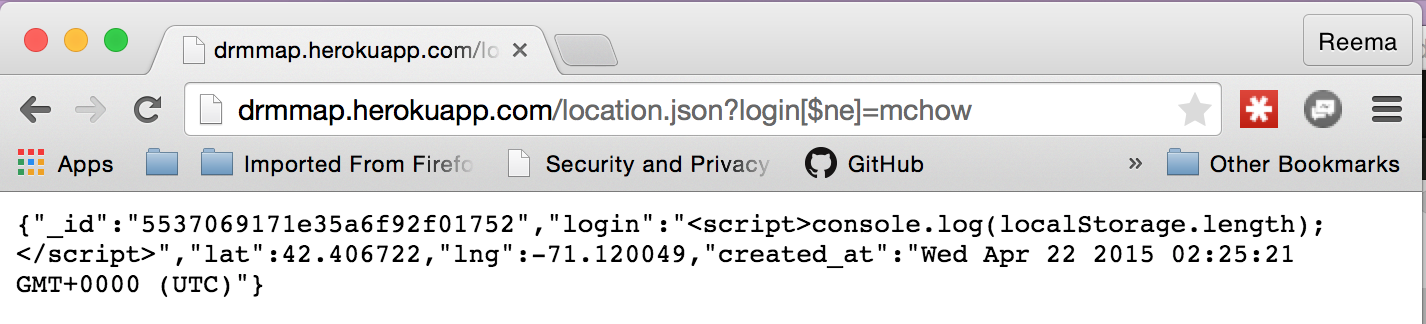 drmmap.herokuapp.com/lo
Reema
drmmap.herokuapp.com/location.json?login[$ne]=mchow
Apps Imported From Firefo Security and Privacy GitHub » Other Bookmarks
{"_id":"5537069171e35a6f92f01752","login":"<script>console.log(localStorage.length);
</script>","lat":42.406722,"lng":-71.120049,"created_at":"Wed Apr 22 2015 02:25:21
GMT+0000 (UTC)"}